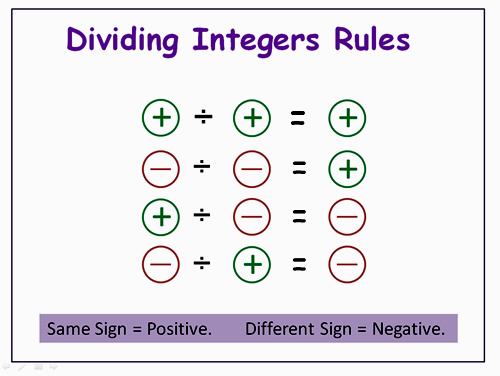 Dividing Integers Rules
+ ÷ + = +
− ÷ − = +
+ ÷ − = −
− ÷ + = −
Same Sign = Positive. Different Sign = Negative.